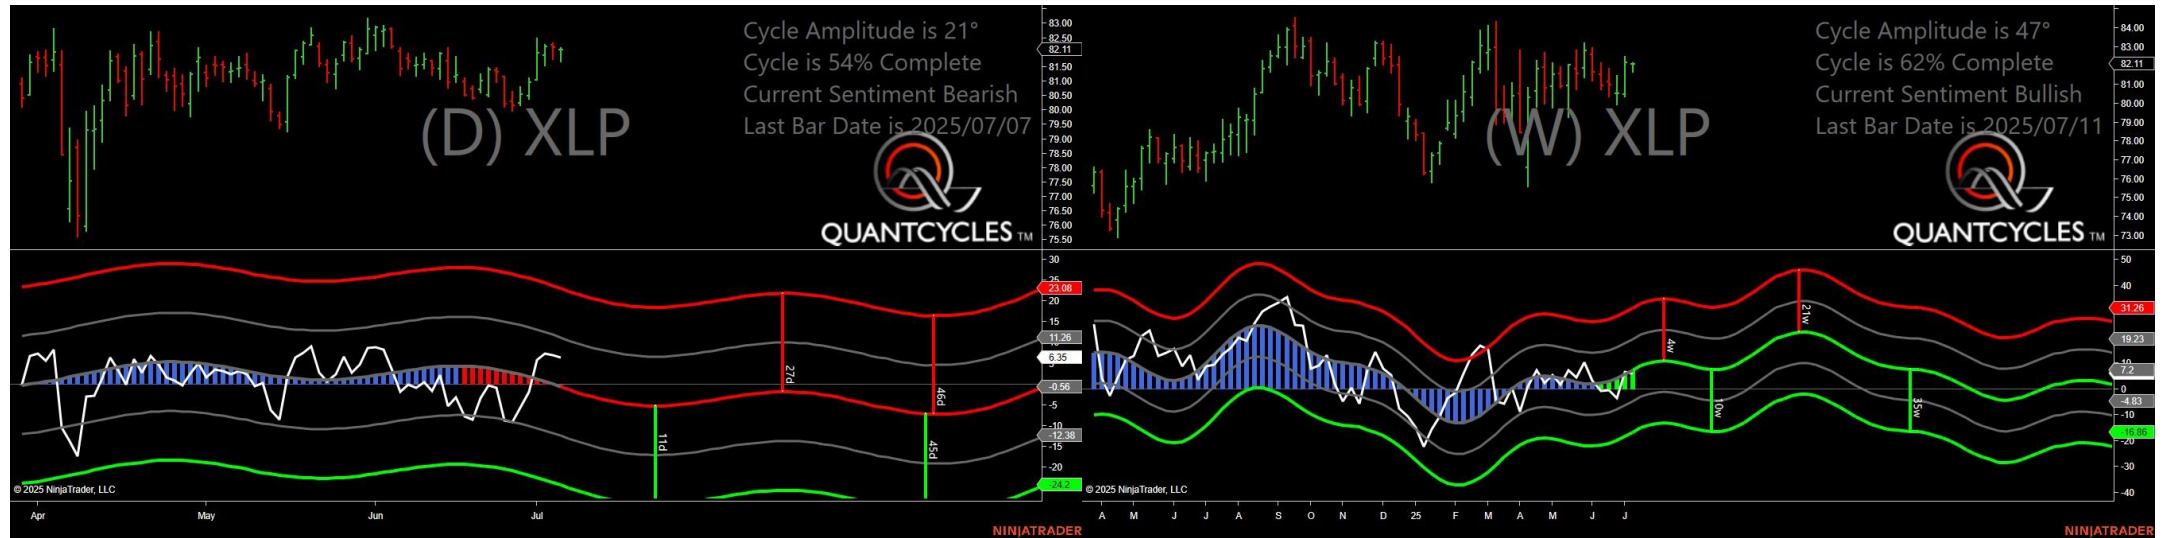 Cycle Amplitude is 21°
Cycle is 54% Complete
Current Sentiment Bearish
Last Bar Date is 2025/07/07
(D) XLP
QUANTCYCLES TM
83.00
82.50
82.11
81.50
81.00
80.50
80.00
79.50
79.00
78.50
78.00
77.50
77.00
76.50
76.00
75.50
30
25
23.08
20
15
11.26
6.35
5
-0.56
-5
-10
-12.38
-15
-20
-24.2
11d
27d
45d
46d
© 2025 NinjaTrader, LLC
Apr May Jun Jul
NINJATRADER
Cycle Amplitude is 47°
Cycle is 62% Complete
Current Sentiment Bullish
Last Bar Date is 2025/07/11
(W) XLP
QUANTCYCLES TM
84.00
83.00
82.11
81.00
80.00
79.00
78.00
77.00
76.00
75.00
74.00
73.00
50
40
31.26
19.23
10
7.2
0
-4.83
-10
-16.86
-20
-30
-40
4w
10w
21w
35w
© 2025 NinjaTrader, LLC
A M J J A S O N D 25 F M A M J J
NINJATRADER